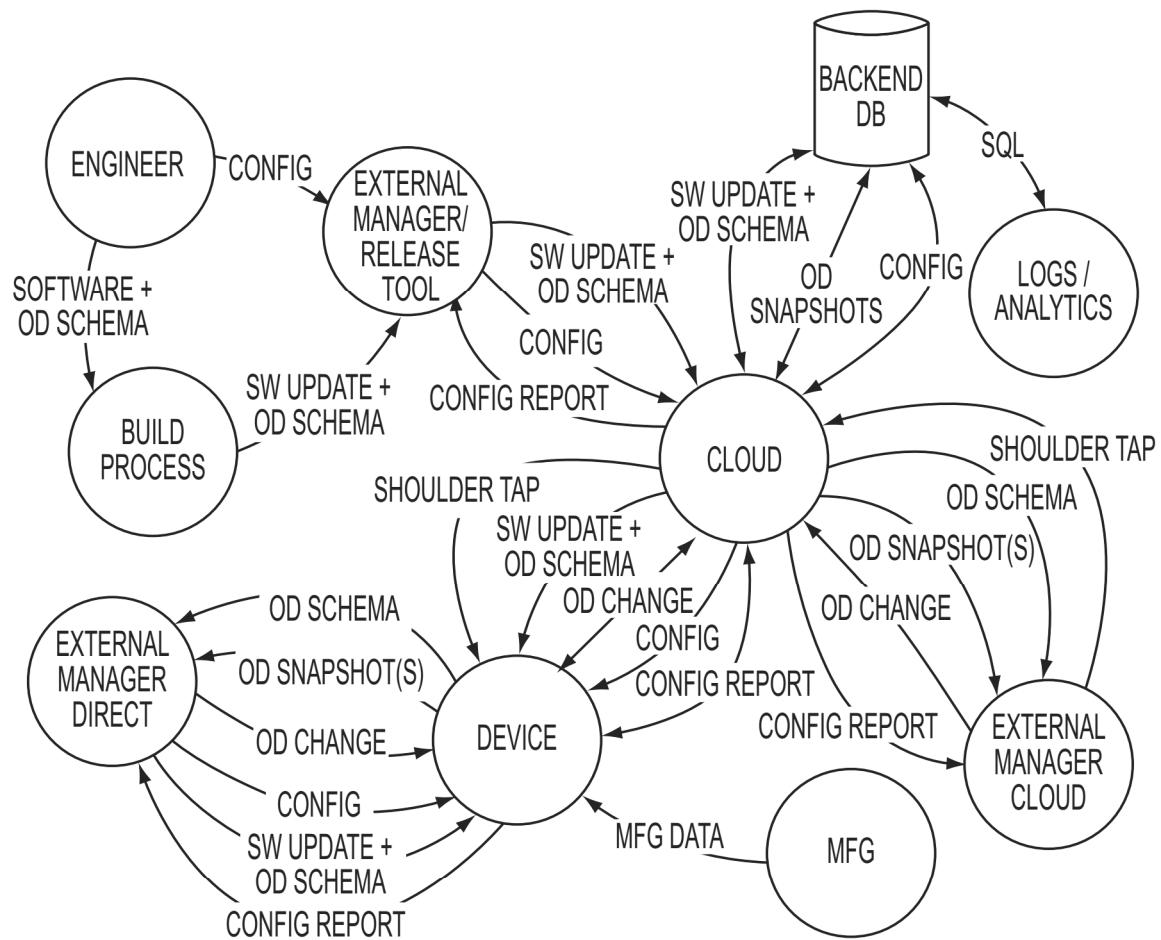 BACKEND
DB
SQL
ENGINEER
CONFIG
EXTERNAL
MANAGER/
RELEASE
TOOL
SW UPDATE +
OD SCHEMA
SW UPDATE +
OD SCHEMA
OD
SNAPSHOTS
CONFIG
LOGS /
ANALYTICS
SOFTWARE +
OD SCHEMA
CONFIG
CONFIG REPORT
SW UPDATE +
OD SCHEMA
BUILD
PROCESS
CLOUD
SHOULDER TAP
SHOULDER TAP
SW UPDATE +
OD SCHEMA
OD SCHEMA
OD SNAPSHOT(S)
OD CHANGE
OD CHANGE
CONFIG
CONFIG REPORT
OD SCHEMA
OD SNAPSHOT(S)
EXTERNAL
MANAGER
DIRECT
OD CHANGE
DEVICE
CONFIG REPORT
EXTERNAL
MANAGER
CLOUD
CONFIG
SW UPDATE +
OD SCHEMA
CONFIG REPORT
MFG DATA
MFG